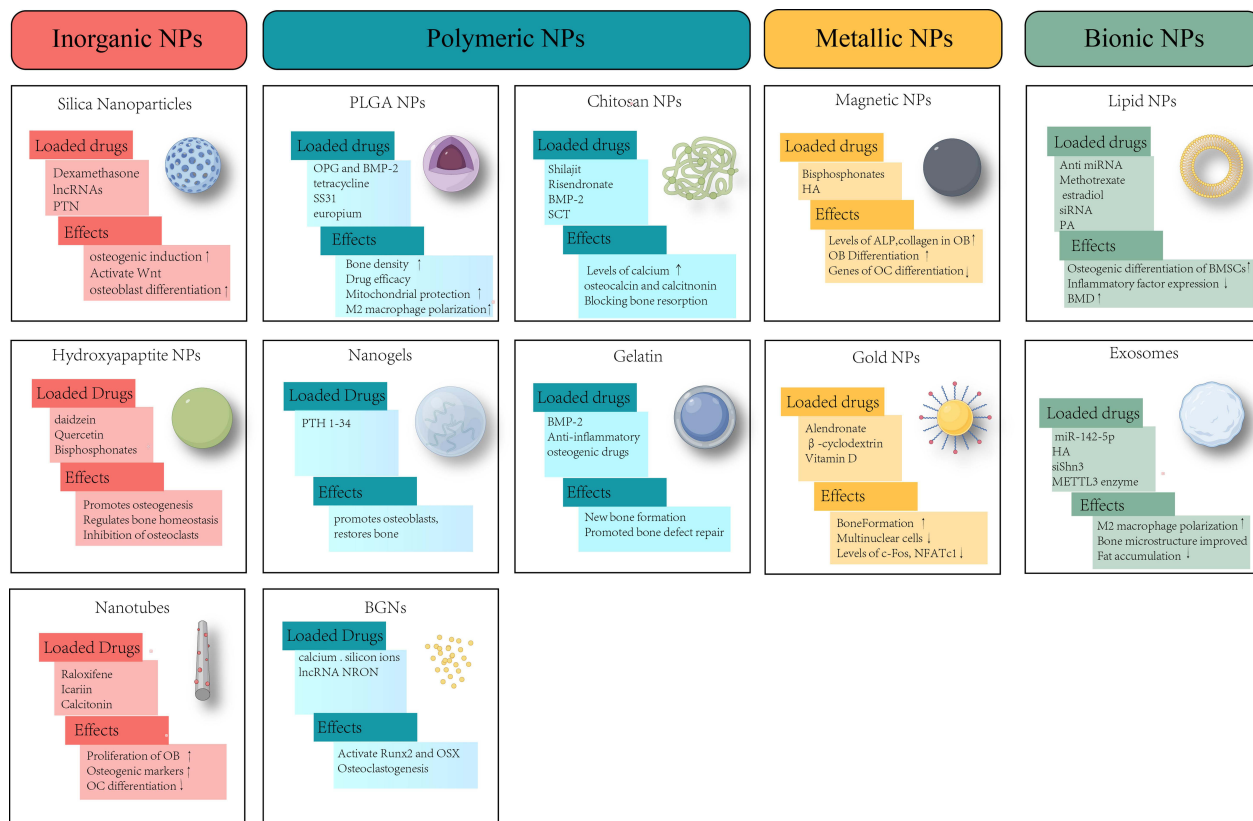 Inorganic NPs
Polymeric NPs
Metallic NPs
Bionic NPs
Silica Nanoparticles
Loaded drugs
Dexamethasone
lncRNAs
PTN
Effects
osteogenic induction ↑
Activate Wnt
osteoblast differentiation ↑
PLGA NPs
Loaded drugs
OPG and BMP-2
tetracycline
SS31
europium
Effects
Bone density ↑
Drug efficacy
Mitochondrial protection ↑
M2 macrophage polarization↑
Chitosan NPs
Loaded drugs
Shilajit
Risendronate
BMP-2
SCT
Effects
Levels of calcium ↑
osteocalcin and calcitnonin
Blocking bone resorption
Magnetic NPs
Loaded drugs
Bisphosphonates
HA
Effects
Levels of ALP,collagen in OB↑
OB Differentiation ↑
Genes of OC differentiation↓
Lipid NPs
Loaded drugs
Anti miRNA
Methotrexate
estradiol
siRNA
PA
Effects
Osteogenic differentiation of BMSCs↑
Inflammatory factor expression ↓
BMD ↑
Hydroxyapaptite NPs
Loaded Drugs
daidzein
Quercetin
Bisphosphonates
Effects
Promotes osteogenesis
Regulates bone homeostasis
Inhibition of osteoclasts
Nanogels
Loaded Drugs
PTH 1-34
Effects
promotes osteoblasts,
restores bone
Gelatin
Loaded drugs
BMP-2
Anti-inflammatory
osteogenic drugs
Effects
New bone formation
Promoted bone defect repair
Gold NPs
Loaded drugs
Alendronate
β -cyclodextrin
Vitamin D
Effects
BoneFormation ↑
Multinuclear cells ↓
Levels of c-Fos, NFATc1↓
Exosomes
Loaded drugs
miR-142-5p
HA
siShn3
METTL3 enzyme
Effects
M2 macrophage polarization↑
Bone microstructure improved
Fat accumulation ↓
Nanotubes
Loaded Drugs
Raloxifene
Icariin
Calcitonin
Effects
Proliferation of OB ↑
Osteogenic markers ↑
OC differentiation ↓
BGNs
Loaded Drugs
calcium . silicon ions
lncRNA NRON
Effects
Activate Runx2 and OSX
Osteoclastogenesis